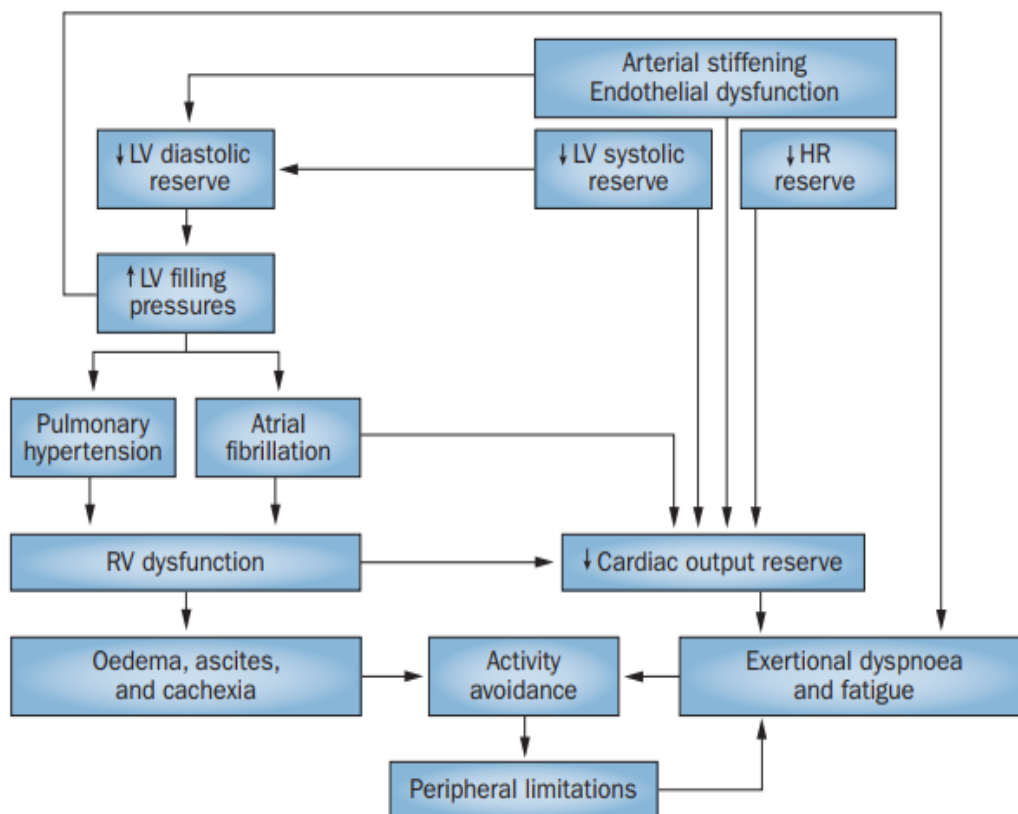 Arterial stiffening
Endothelial dysfunction
↓LV diastolic
reserve
↓LV systolic
reserve
↓HR
reserve
↑LV filling
pressures
Pulmonary
hypertension
Atrial
fibrillation
RV dysfunction
↓Cardiac output reserve
Oedema, ascites,
and cachexia
Activity
avoidance
Exertional dyspnoea
and fatigue
Peripheral limitations